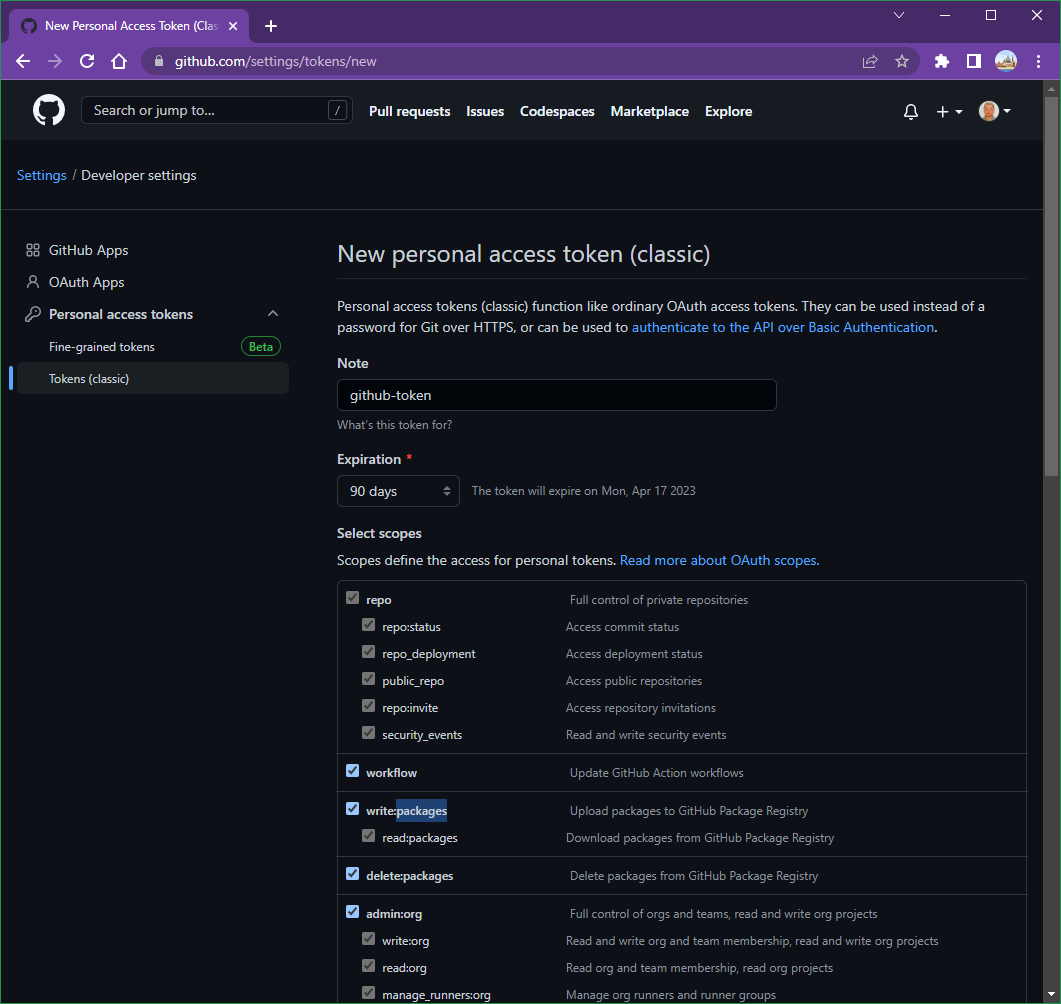 New Personal Access Token (Clas
github.com/settings/tokens/new
Search or jump to...
/
Pull requests
Issues
Codespaces
Marketplace
Explore
Settings / Developer settings
GitHub Apps
OAuth Apps
Personal access tokens
Fine-grained tokens
Beta
Tokens (classic)
New personal access token (classic)
Personal access tokens (classic) function like ordinary OAuth access tokens. They can be used instead of a
password for Git over HTTPS, or can be used to authenticate to the API over Basic Authentication.
Note
github-token
What's this token for?
Expiration *
90 days
The token will expire on Mon, Apr 17 2023
Select scopes
Scopes define the access for personal tokens. Read more about OAuth scopes.
repo Full control of private repositories
repo:status Access commit status
repo_deployment Access deployment status
public_repo Access public repositories
repo:invite Access repository invitations
security_events Read and write security events
workflow Update GitHub Action workflows
write:packages Upload packages to GitHub Package Registry
read:packages Download packages from GitHub Package Registry
delete:packages Delete packages from GitHub Package Registry
admin:org Full control of orgs and teams, read and write org projects
write:org Read and write org and team membership, read and write org projects
read:org Read org and team membership, read org projects
manage_runners:org Manage org runners and runner groups